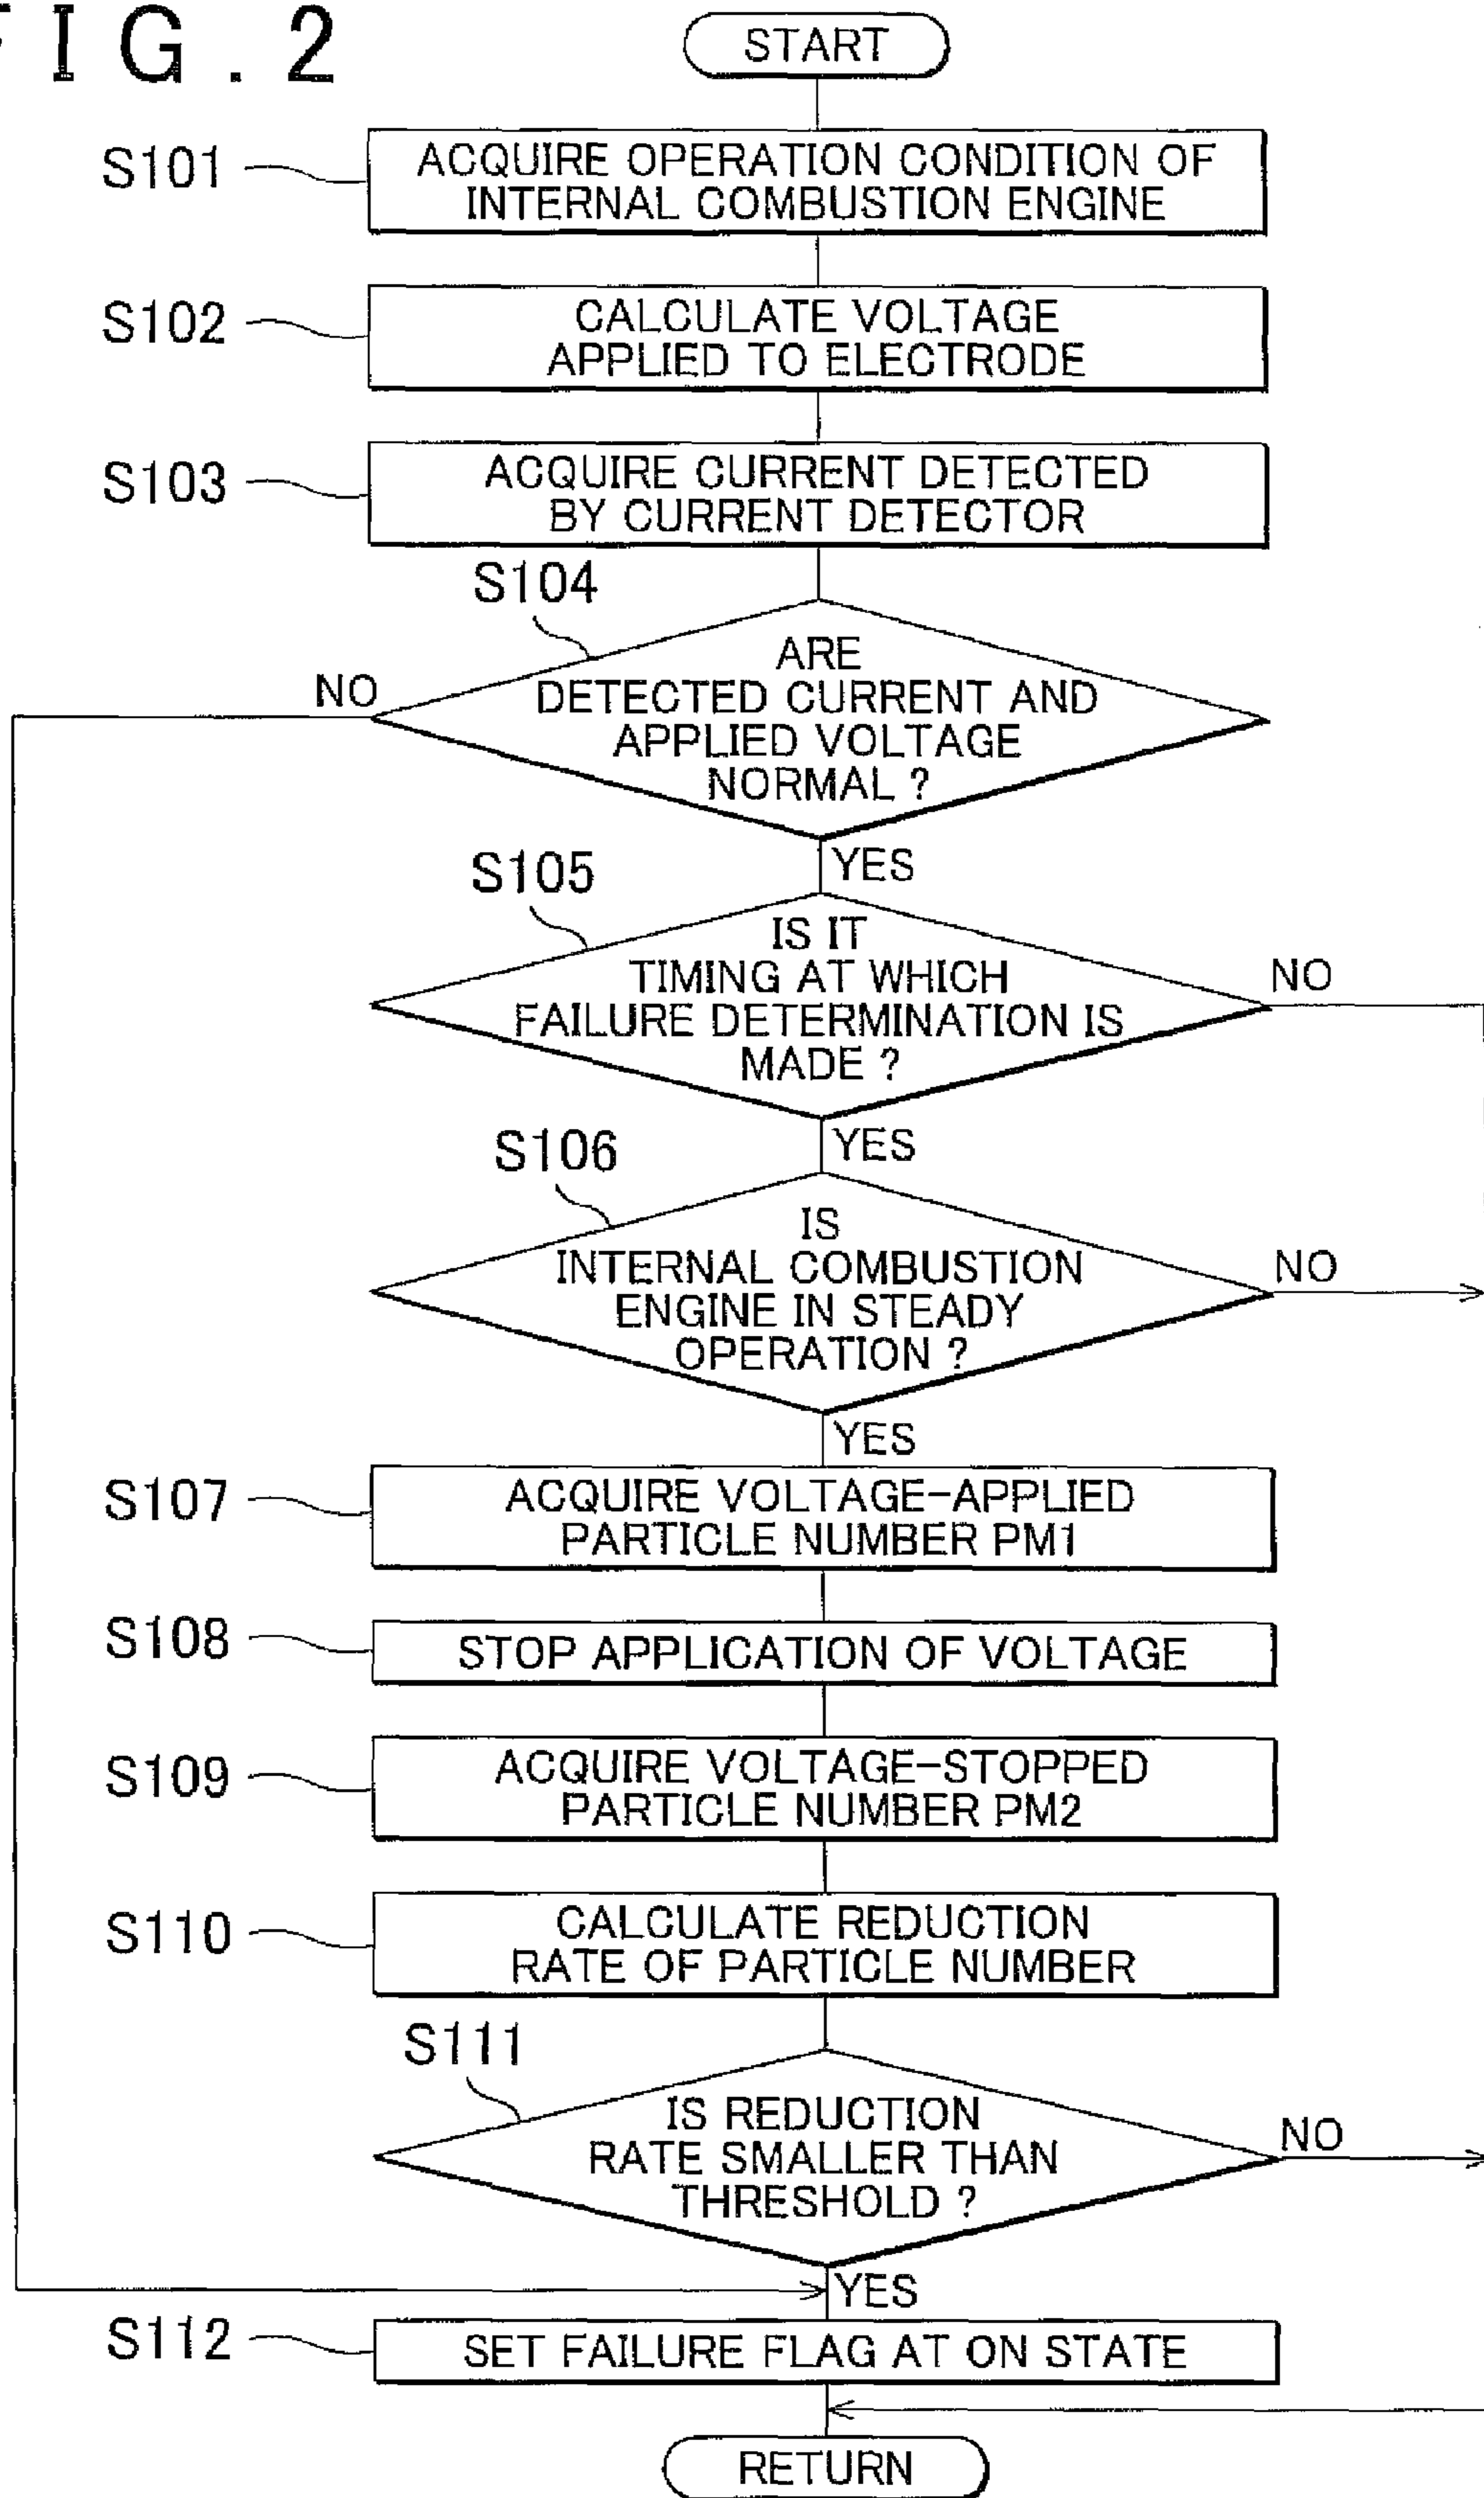 FIG.2
START
S101
ACQUIRE OPERATION CONDITION OF
INTERNAL COMBUSTION ENGINE
S102
CALCULATE VOLTAGE
APPLIED TO ELECTRODE
S103
ACQUIRE CURRENT DETECTED
BY CURRENT DETECTOR
S104
ARE
DETECTED CURRENT AND
APPLIED VOLTAGE
NORMAL ?
NO
YES
S105
IS IT
TIMING AT WHICH
FAILURE DETERMINATION IS
MADE ?
NO
YES
S106
IS
INTERNAL COMBUSTION
ENGINE IN STEADY
OPERATION ?
NO
YES
S107
ACQUIRE VOLTAGE-APPLIED
PARTICLE NUMBER PM1
S108
STOP APPLICATION OF VOLTAGE
S109
ACQUIRE VOLTAGE-STOPPED
PARTICLE NUMBER PM2
S110
CALCULATE REDUCTION
RATE OF PARTICLE NUMBER
S111
IS REDUCTION
RATE SMALLER THAN
THRESHOLD ?
NO
YES
S112
SET FAILURE FLAG AT ON STATE
RETURN